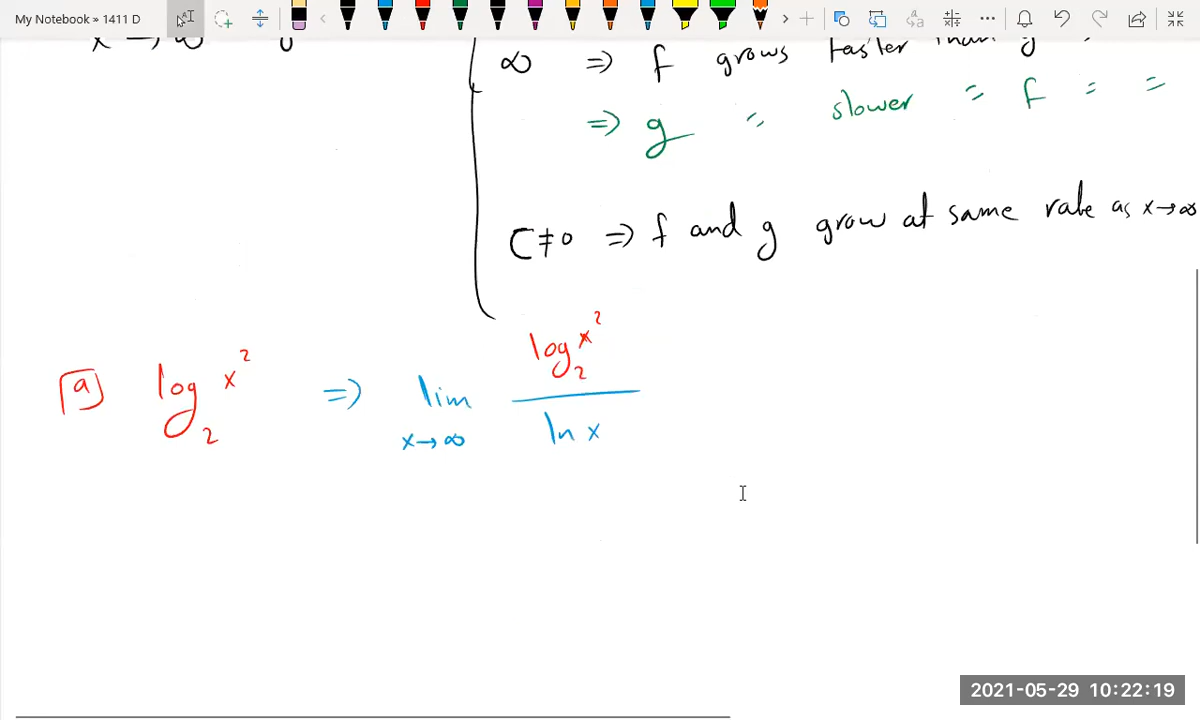 My Notebook » 1411 D
x → ∞ g
∞ ⇒ f grows faster than g
⇒ g " slower = f = =
C ≠ 0 ⇒ f and g grow at same rate as x→∞
[a] log₂ x² ⇒ lim x→∞ log₂ x² / ln x
2021-05-29 10:22:19